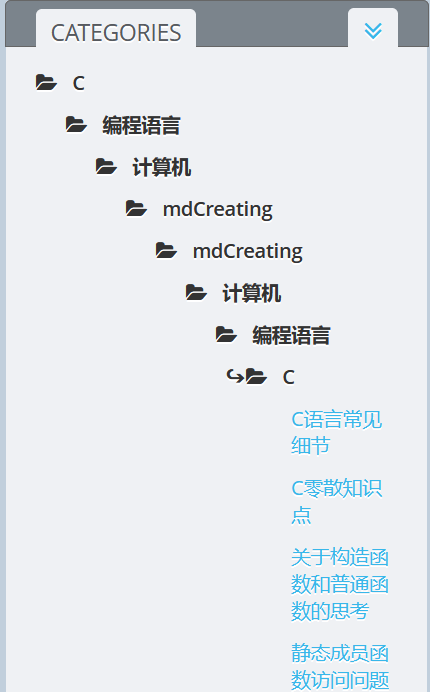 CATEGORIES
C
编程语言
计算机
mdCreating
mdCreating
计算机
编程语言
C
C语言常见
细节
C零散知识
点
关于构造函
数和普通函
数的思考
静态成员函
数访问问题